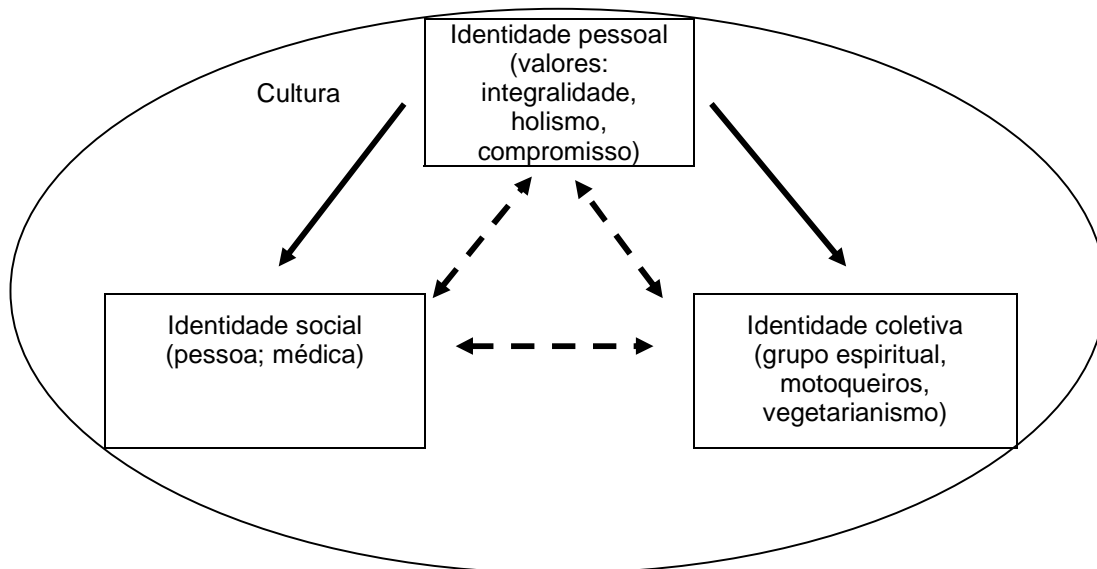 Identidade pessoal
(valores:
integralidade,
holismo,
compromisso)
Cultura
Identidade social
(pessoa; médica)
Identidade coletiva
(grupo espiritual,
motoqueiros,
vegetarianismo)